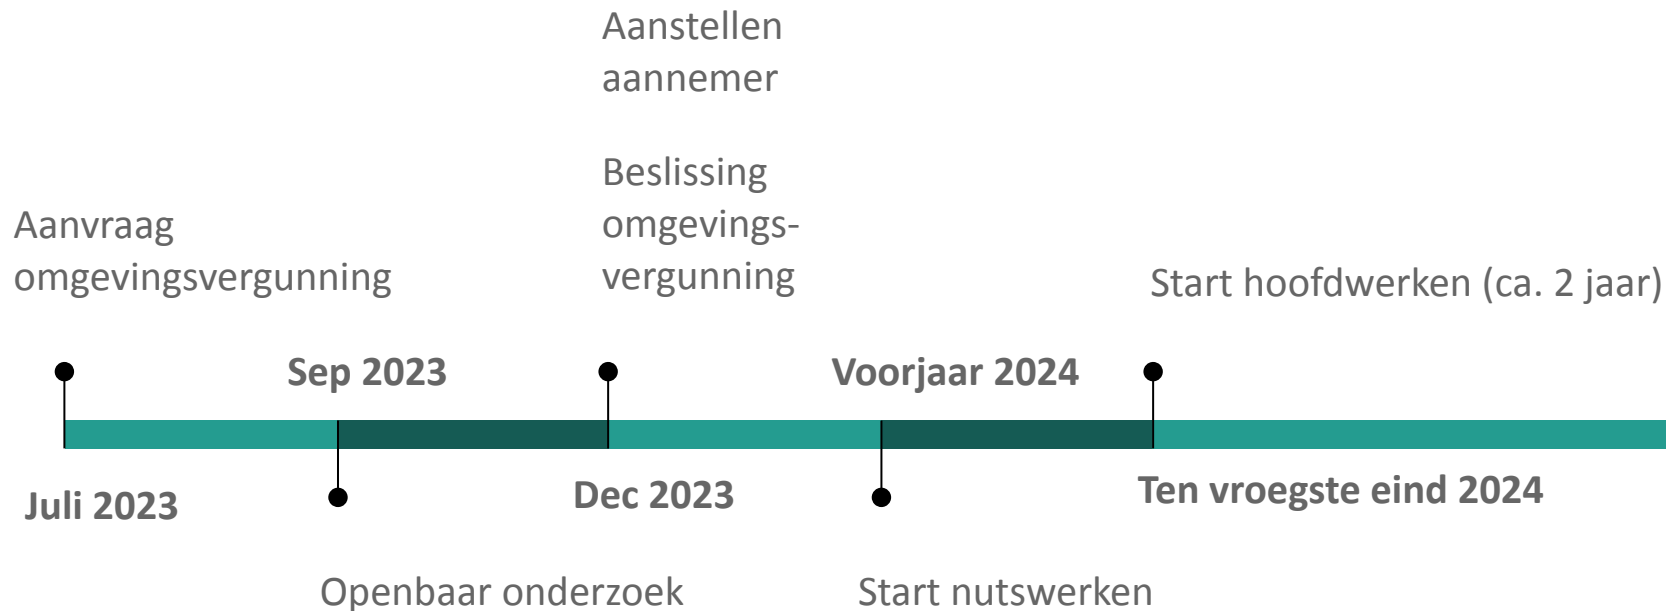 Aanstellen
aannemer
Beslissing
omgevings-
vergunning
Aanvraag
omgevingsvergunning
Start hoofdwerken (ca. 2 jaar)
Sep 2023
Voorjaar 2024
Juli 2023
Dec 2023
Ten vroegste eind 2024
Openbaar onderzoek
Start nutswerken